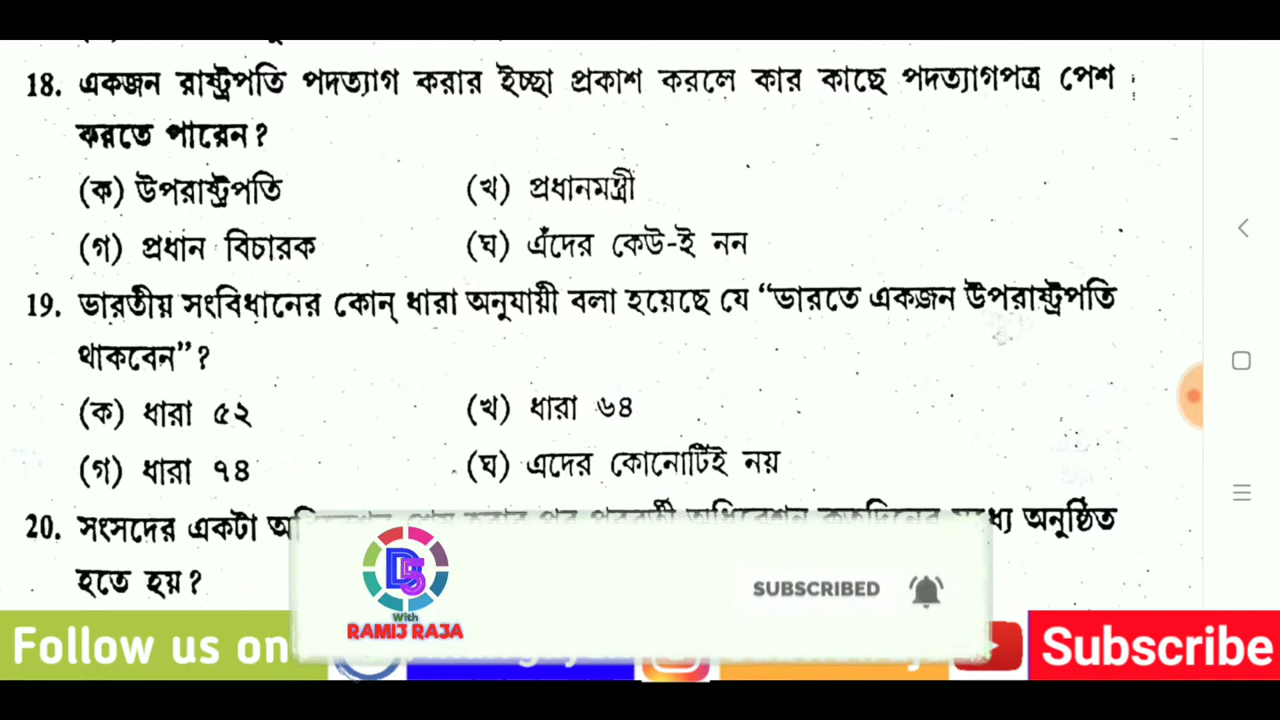 18. একজন রাষ্ট্রপতি পদত্যাগ করার ইচ্ছা প্রকাশ করলে কার কাছে পদত্যাগপত্র পেশ
করতে পারেন?
(ক) উপরাষ্ট্রপতি (খ) প্রধানমন্ত্রী
(গ) প্রধান বিচারক (ঘ) এঁদের কেউ-ই নন
19. ভারতীয় সংবিধানের কোন্ ধারা অনুযায়ী বলা হয়েছে যে “ভারতে একজন উপরাষ্ট্রপতি
থাকবেন”?
(ক) ধারা ৫২ (খ) ধারা ৬৪
(গ) ধারা ৭৪ (ঘ) এদের কোনোটিই নয়
20. সংসদের একটা অনুষ্ঠিত
হতে হয়?
SUBSCRIBED
With
RAMIJ RAJA
Follow us on
Subscribe